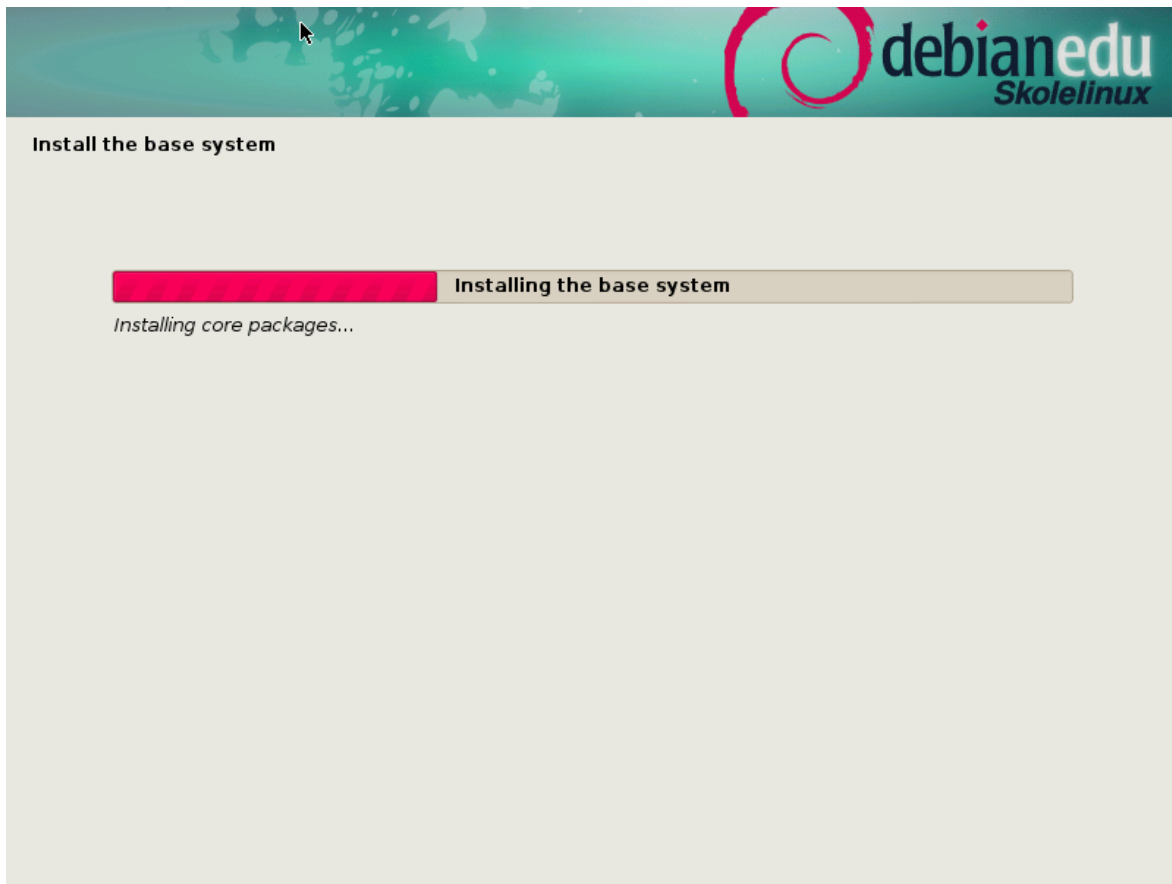 debianedu
Skolelinux
Install the base system
Installing the base system
Installing core packages...